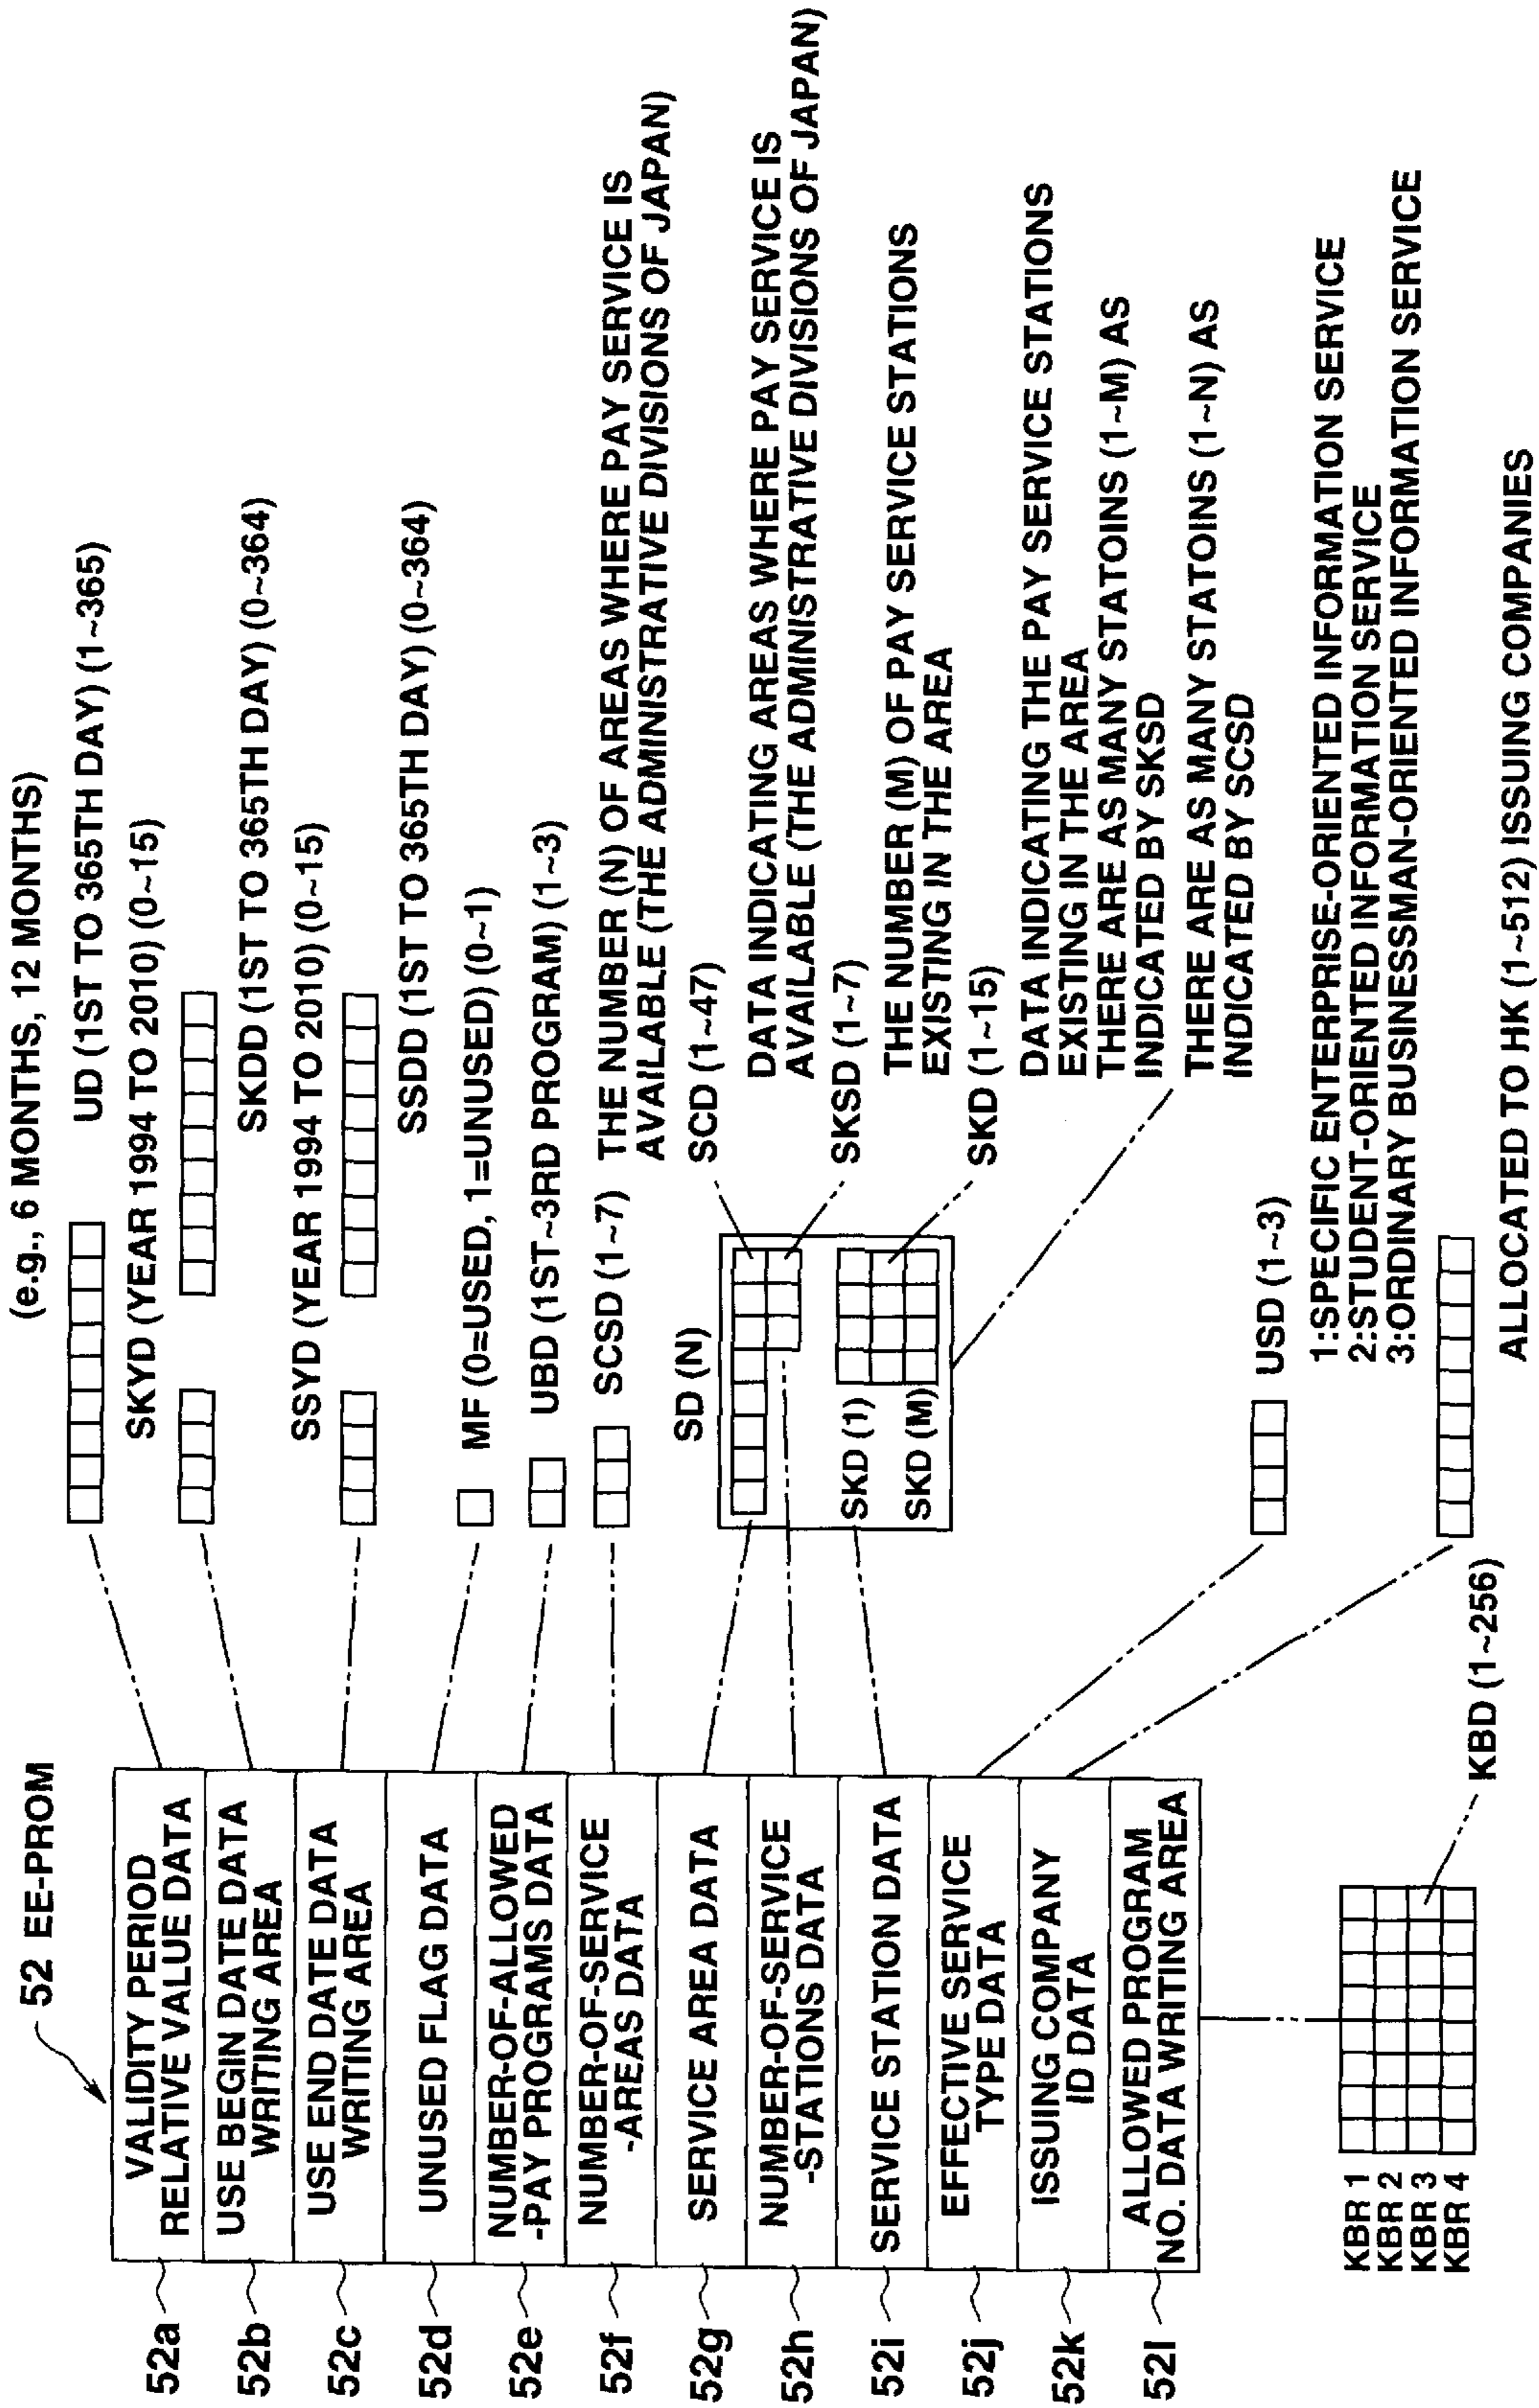 52 EE-PROM
52a
VALIDITY PERIOD
RELATIVE VALUE DATA
52b
USE BEGIN DATE DATA
WRITING AREA
52c
USE END DATE DATA
WRITING AREA
52d
UNUSED FLAG DATA
52e
NUMBER-OF-ALLOWED
-PAY PROGRAMS DATA
52f
NUMBER-OF-SERVICE
-AREAS DATA
52g
SERVICE AREA DATA
52h
NUMBER-OF-SERVICE
-STATIONS DATA
52i
SERVICE STATION DATA
52j
EFFECTIVE SERVICE
TYPE DATA
52k
ISSUING COMPANY
ID DATA
52l
ALLOWED PROGRAM
NO. DATA WRITING AREA
(e.g., 6 MONTHS, 12 MONTHS)
UD (1ST TO 365TH DAY) (1~365)
SKYD (YEAR 1994 TO 2010) (0~15)
SKDD (1ST TO 365TH DAY) (0~364)
SSYD (YEAR 1994 TO 2010) (0~15)
SSDD (1ST TO 365TH DAY) (0~364)
MF (0=USED, 1=UNUSED) (0~1)
UBD (1ST~3RD PROGRAM) (1~3)
SCSD (1~7)
THE NUMBER (N) OF AREAS WHERE PAY SERVICE IS
AVAILABLE (THE ADMINISTRATIVE DIVISIONS OF JAPAN)
SD (N)
SCD (1~47)
DATA INDICATING AREAS WHERE PAY SERVICE IS
AVAILABLE (THE ADMINISTRATIVE DIVISIONS OF JAPAN)
SKSD (1~7)
THE NUMBER (M) OF PAY SERVICE STATIONS
EXISTING IN THE AREA
SKD (1)
SKD (M)
SKD (1~15)
DATA INDICATING THE PAY SERVICE STATIONS
EXISTING IN THE AREA
THERE ARE AS MANY STATOINS (1~M) AS
INDICATED BY SKSD
THERE ARE AS MANY STATOINS (1~N) AS
INDICATED BY SCSD
USD (1~3)
1:SPECIFIC ENTERPRISE-ORIENTED INFORMATION SERVICE
2:STUDENT-ORIENTED INFORMATION SERVICE
3:ORDINARY BUSINESSMAN-ORIENTED INFORMATION SERVICE
ALLOCATED TO HK (1~512) ISSUING COMPANIES
KBR 1
KBR 2
KBR 3
KBR 4
KBD (1~256)